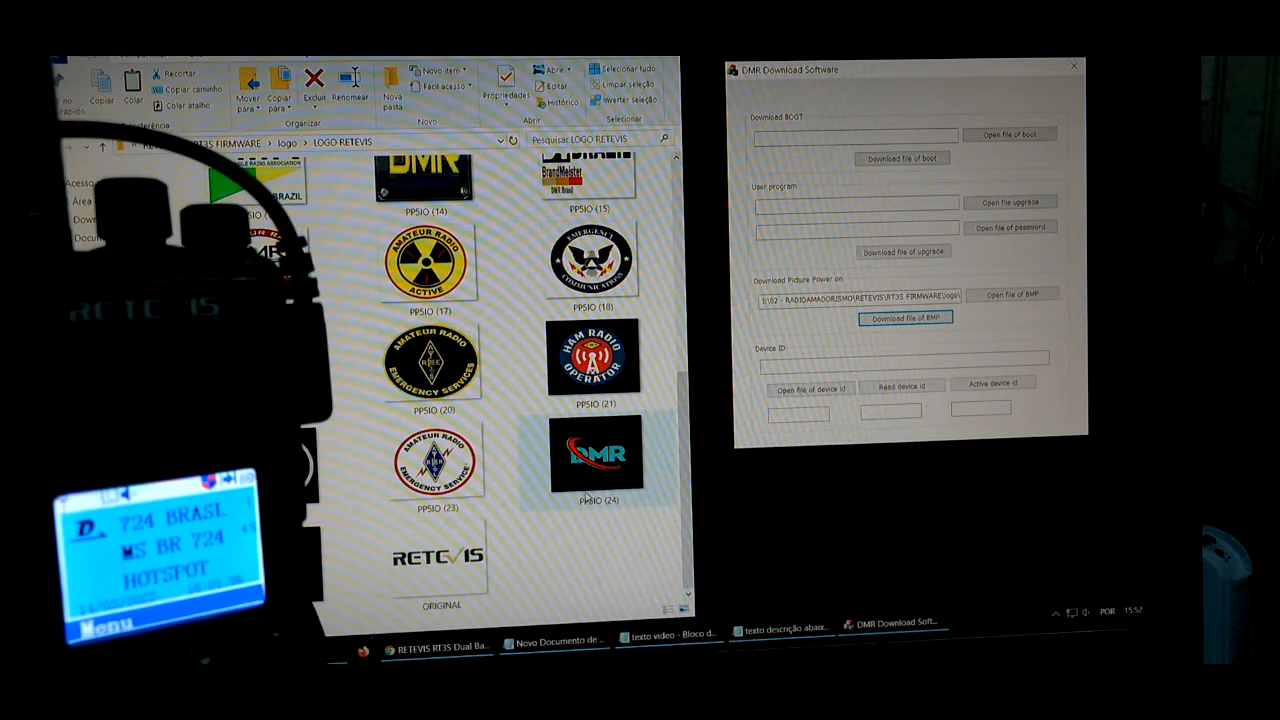 Recortar
Copiar caminho
Colar atalho
Copiar
Colar
Mover
para
Copiar
para
Excluir
Renomear
Organizar
Nova
pasta
Novo item
Fácil acesso
Novo
Propriedades
Abrir
Editar
Histórico
Abrir
Selecionar tudo
Limpar seleção
Inverter seleção
Selecionar
RT3S FIRMWARE > logo > LOGO RETEVIS
Pesquisar LOGO RETEVIS
RADIO ASSOCIATION
BRAZIL
DMR
BrandMeister
DMR Brasil
PP5IO (14)
PP5IO (15)
AMATEUR RADIO
ACTIVE
EMERGENCY
COMMUNICATIONS
PP5IO (17)
PP5IO (18)
AMATEUR RADIO
EMERGENCY SERVICES
HAM RADIO
OPERATOR
PP5IO (20)
PP5IO (21)
AMATEUR RADIO
EMERGENCY SERVICE
DMR
PP5IO (23)
PP5IO (24)
RETEVIS
ORIGINAL
DMR Download Software
Download BOOT
Open file of boot
Download file of boot
User program
Open file upgrade
Open file of password
Download file of upgrade
Download Picture Power on
I:\02 - RADIOAMADORISMO\RETEVIS\RT3S FIRMWARE\logo\
Open file of BMP
Download file of BMP
Device ID
Open file of device id
Read device id
Active device id
RETEVIS
D
724 BRASIL
MS BR 724
HOTSPOT
Menu
RETEVIS RT3S Dual Ba...
Novo Documento de ...
texto video - Bloco d...
texto descrição abaix...
DMR Download Soft...
POR
15:52